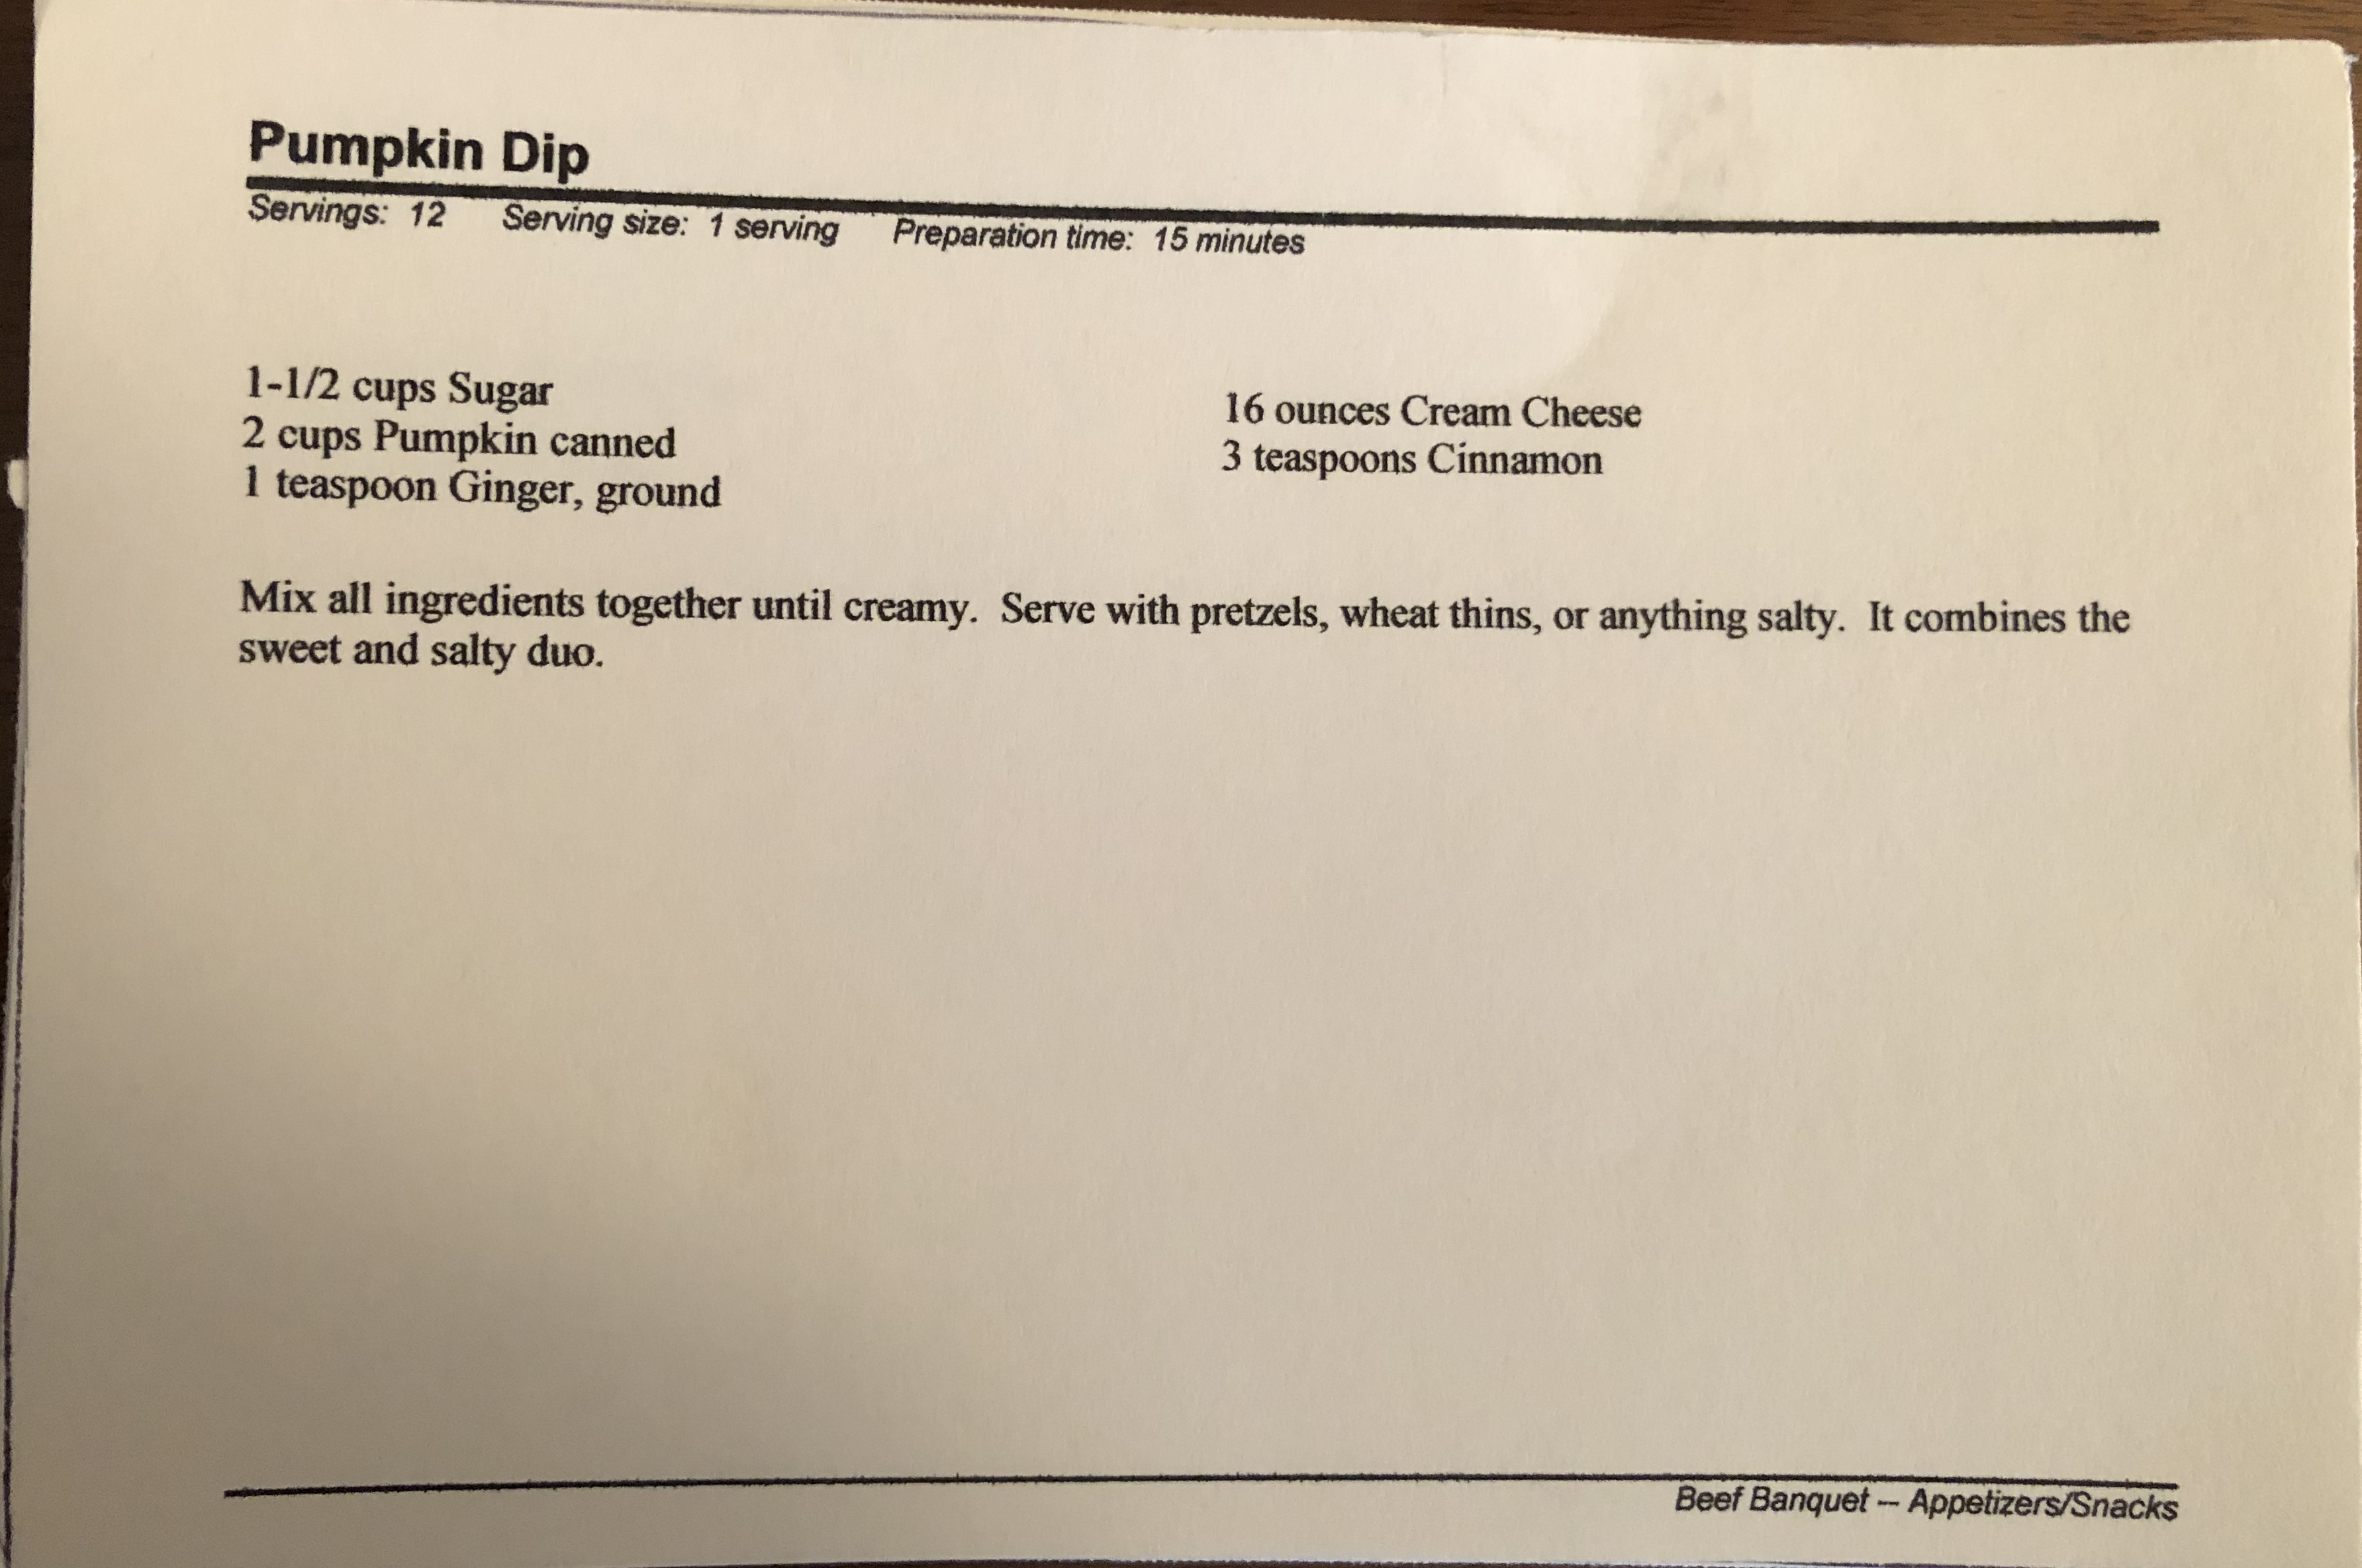 Pumpkin Dip
Servings: 12 Serving size: 1 serving Preparation time: 15 minutes
1-1/2 cups Sugar
2 cups Pumpkin canned
1 teaspoon Ginger, ground
16 ounces Cream Cheese
3 teaspoons Cinnamon
Mix all ingredients together until creamy. Serve with pretzels, wheat thins, or anything salty. It combines the
sweet and salty duo.
Beef Banquet -- Appetizers/Snacks